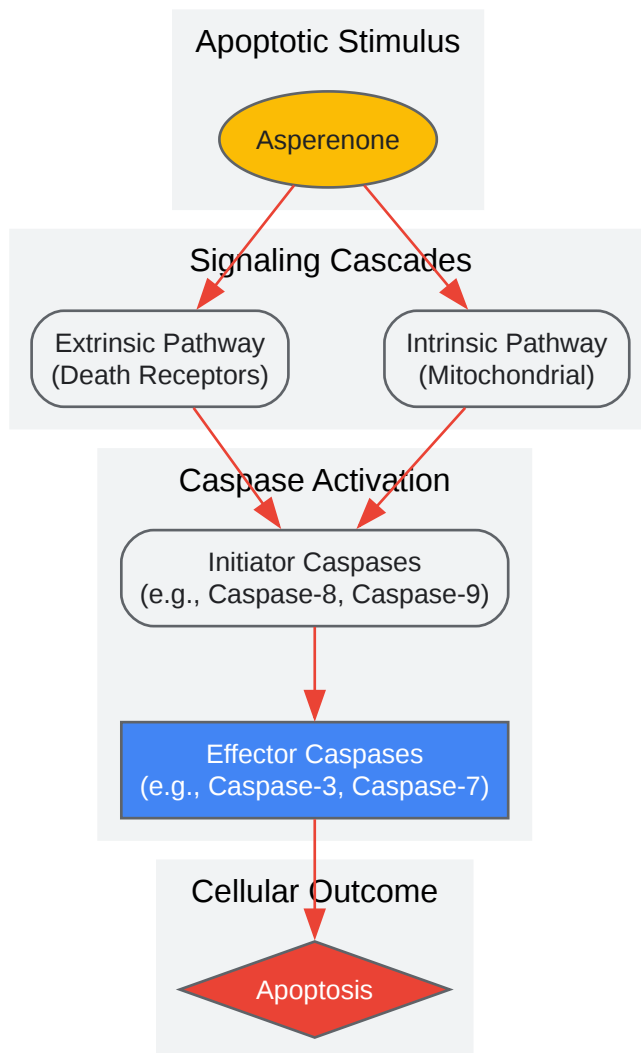 Apoptotic Stimulus
Asperenone
Signaling Cascades
Extrinsic Pathway
(Death Receptors)
Intrinsic Pathway
(Mitochondrial)
Caspase Activation
Initiator Caspases
(e.g., Caspase-8, Caspase-9)
Effector Caspases
(e.g., Caspase-3, Caspase-7)
Cellular Outcome
Apoptosis